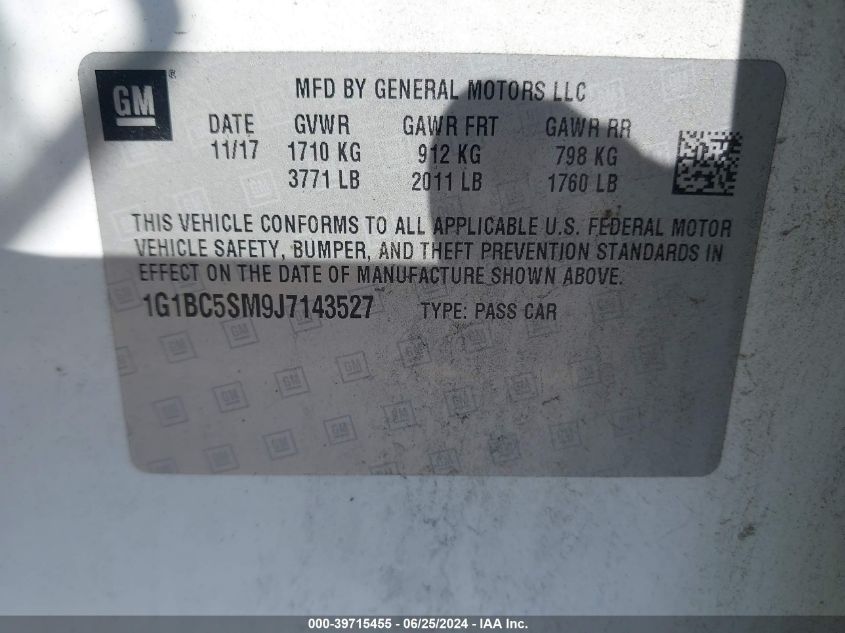 GM ®
MFD BY GENERAL MOTORS LLC
DATE GVWR GAWR FRT GAWR RR
11/17 1710 KG 912 KG 798 KG
3771 LB 2011 LB 1760 LB
THIS VEHICLE CONFORMS TO ALL APPLICABLE U.S. FEDERAL MOTOR
VEHICLE SAFETY, BUMPER, AND THEFT PREVENTION STANDARDS IN
EFFECT ON THE DATE OF MANUFACTURE SHOWN ABOVE.
1G1BC5SM9J7143527 TYPE: PASS CAR
000-39715455 - 06/25/2024 - IAA Inc.